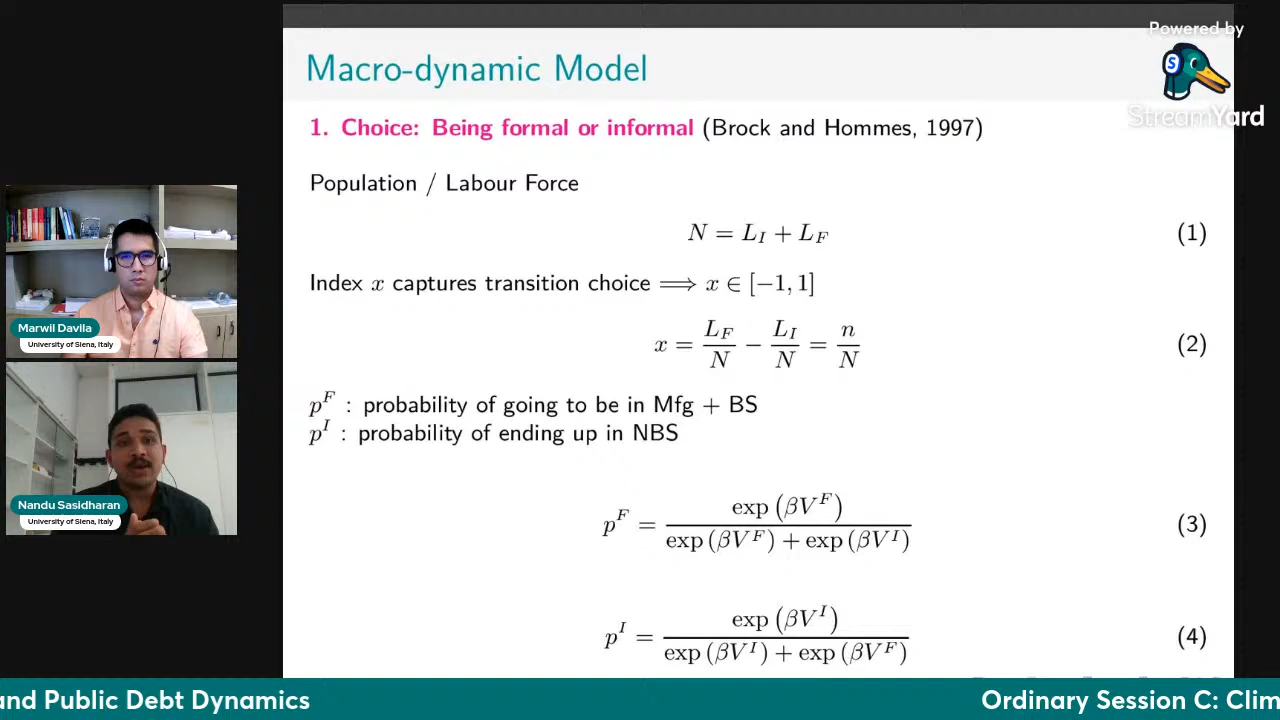 Powered by
StreamYard
Macro-dynamic Model
1. Choice: Being formal or informal (Brock and Hommes, 1997)
Population / Labour Force
N = L_I + L_F (1)
Index x captures transition choice ⟹ x ∈ [−1, 1]
x = L_F/N − L_I/N = n/N (2)
p^F : probability of going to be in Mfg + BS
p^I : probability of ending up in NBS
p^F = exp (βV^F) / (exp (βV^F) + exp (βV^I)) (3)
p^I = exp (βV^I) / (exp (βV^I) + exp (βV^F)) (4)
Marwil Davila
University of Siena, Italy
Nandu Sasidharan
University of Siena, Italy
and Public Debt Dynamics
Ordinary Session C: Clim